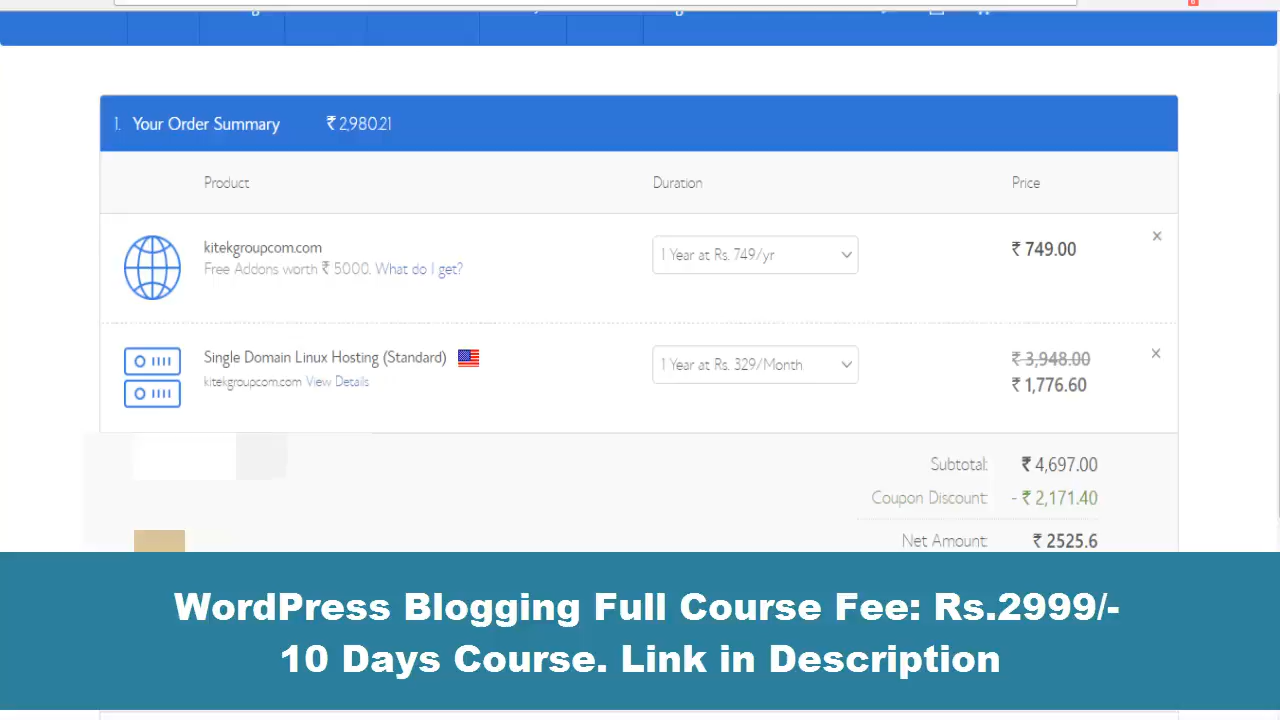 1. Your Order Summary ₹ 2,980.21
Product Duration Price
kitekgroupcom.com 1 Year at Rs. 749/yr ₹ 749.00 ×
Free Addons worth ₹ 5000. What do I get?
Single Domain Linux Hosting (Standard) 1 Year at Rs. 329/Month ₹ 3,948.00 ×
kitekgroupcom.com View Details ₹ 1,776.60
Subtotal: ₹ 4,697.00
Coupon Discount: - ₹ 2,171.40
Net Amount: ₹ 2525.6
WordPress Blogging Full Course Fee: Rs.2999/-
10 Days Course. Link in Description